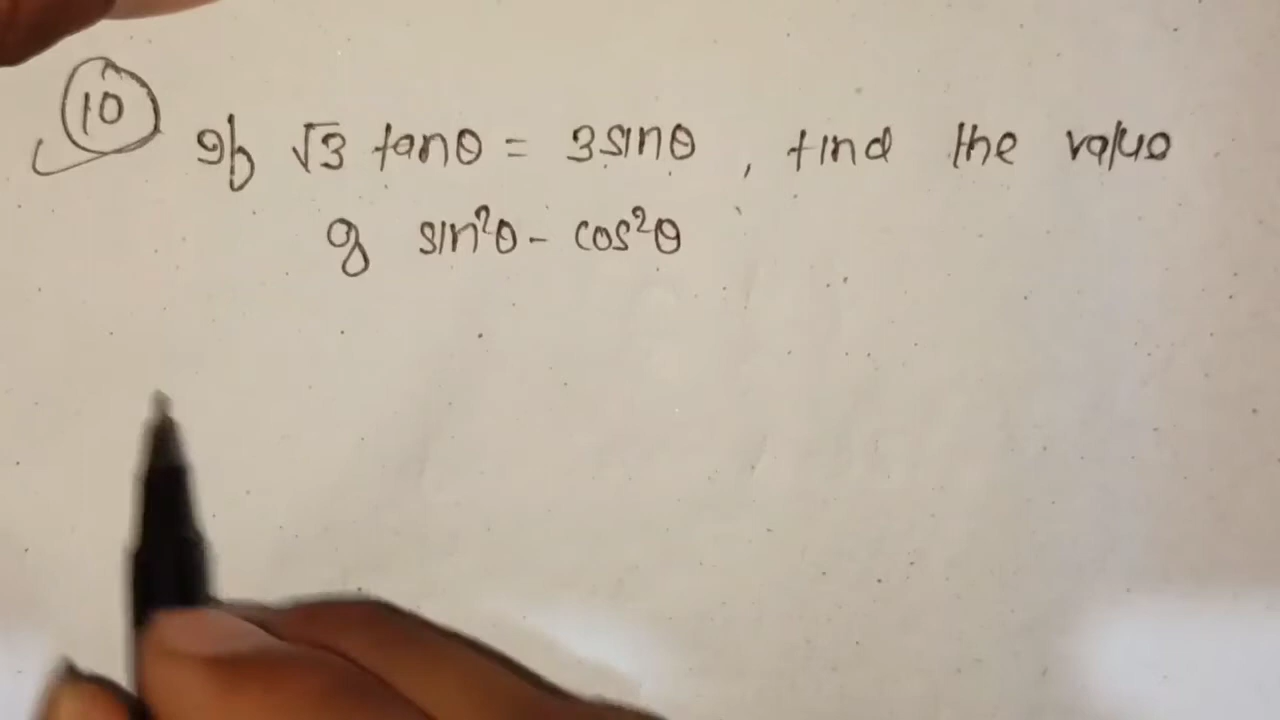 10 If √3 tanθ = 3sinθ, find the value
of sin²θ - cos²θ